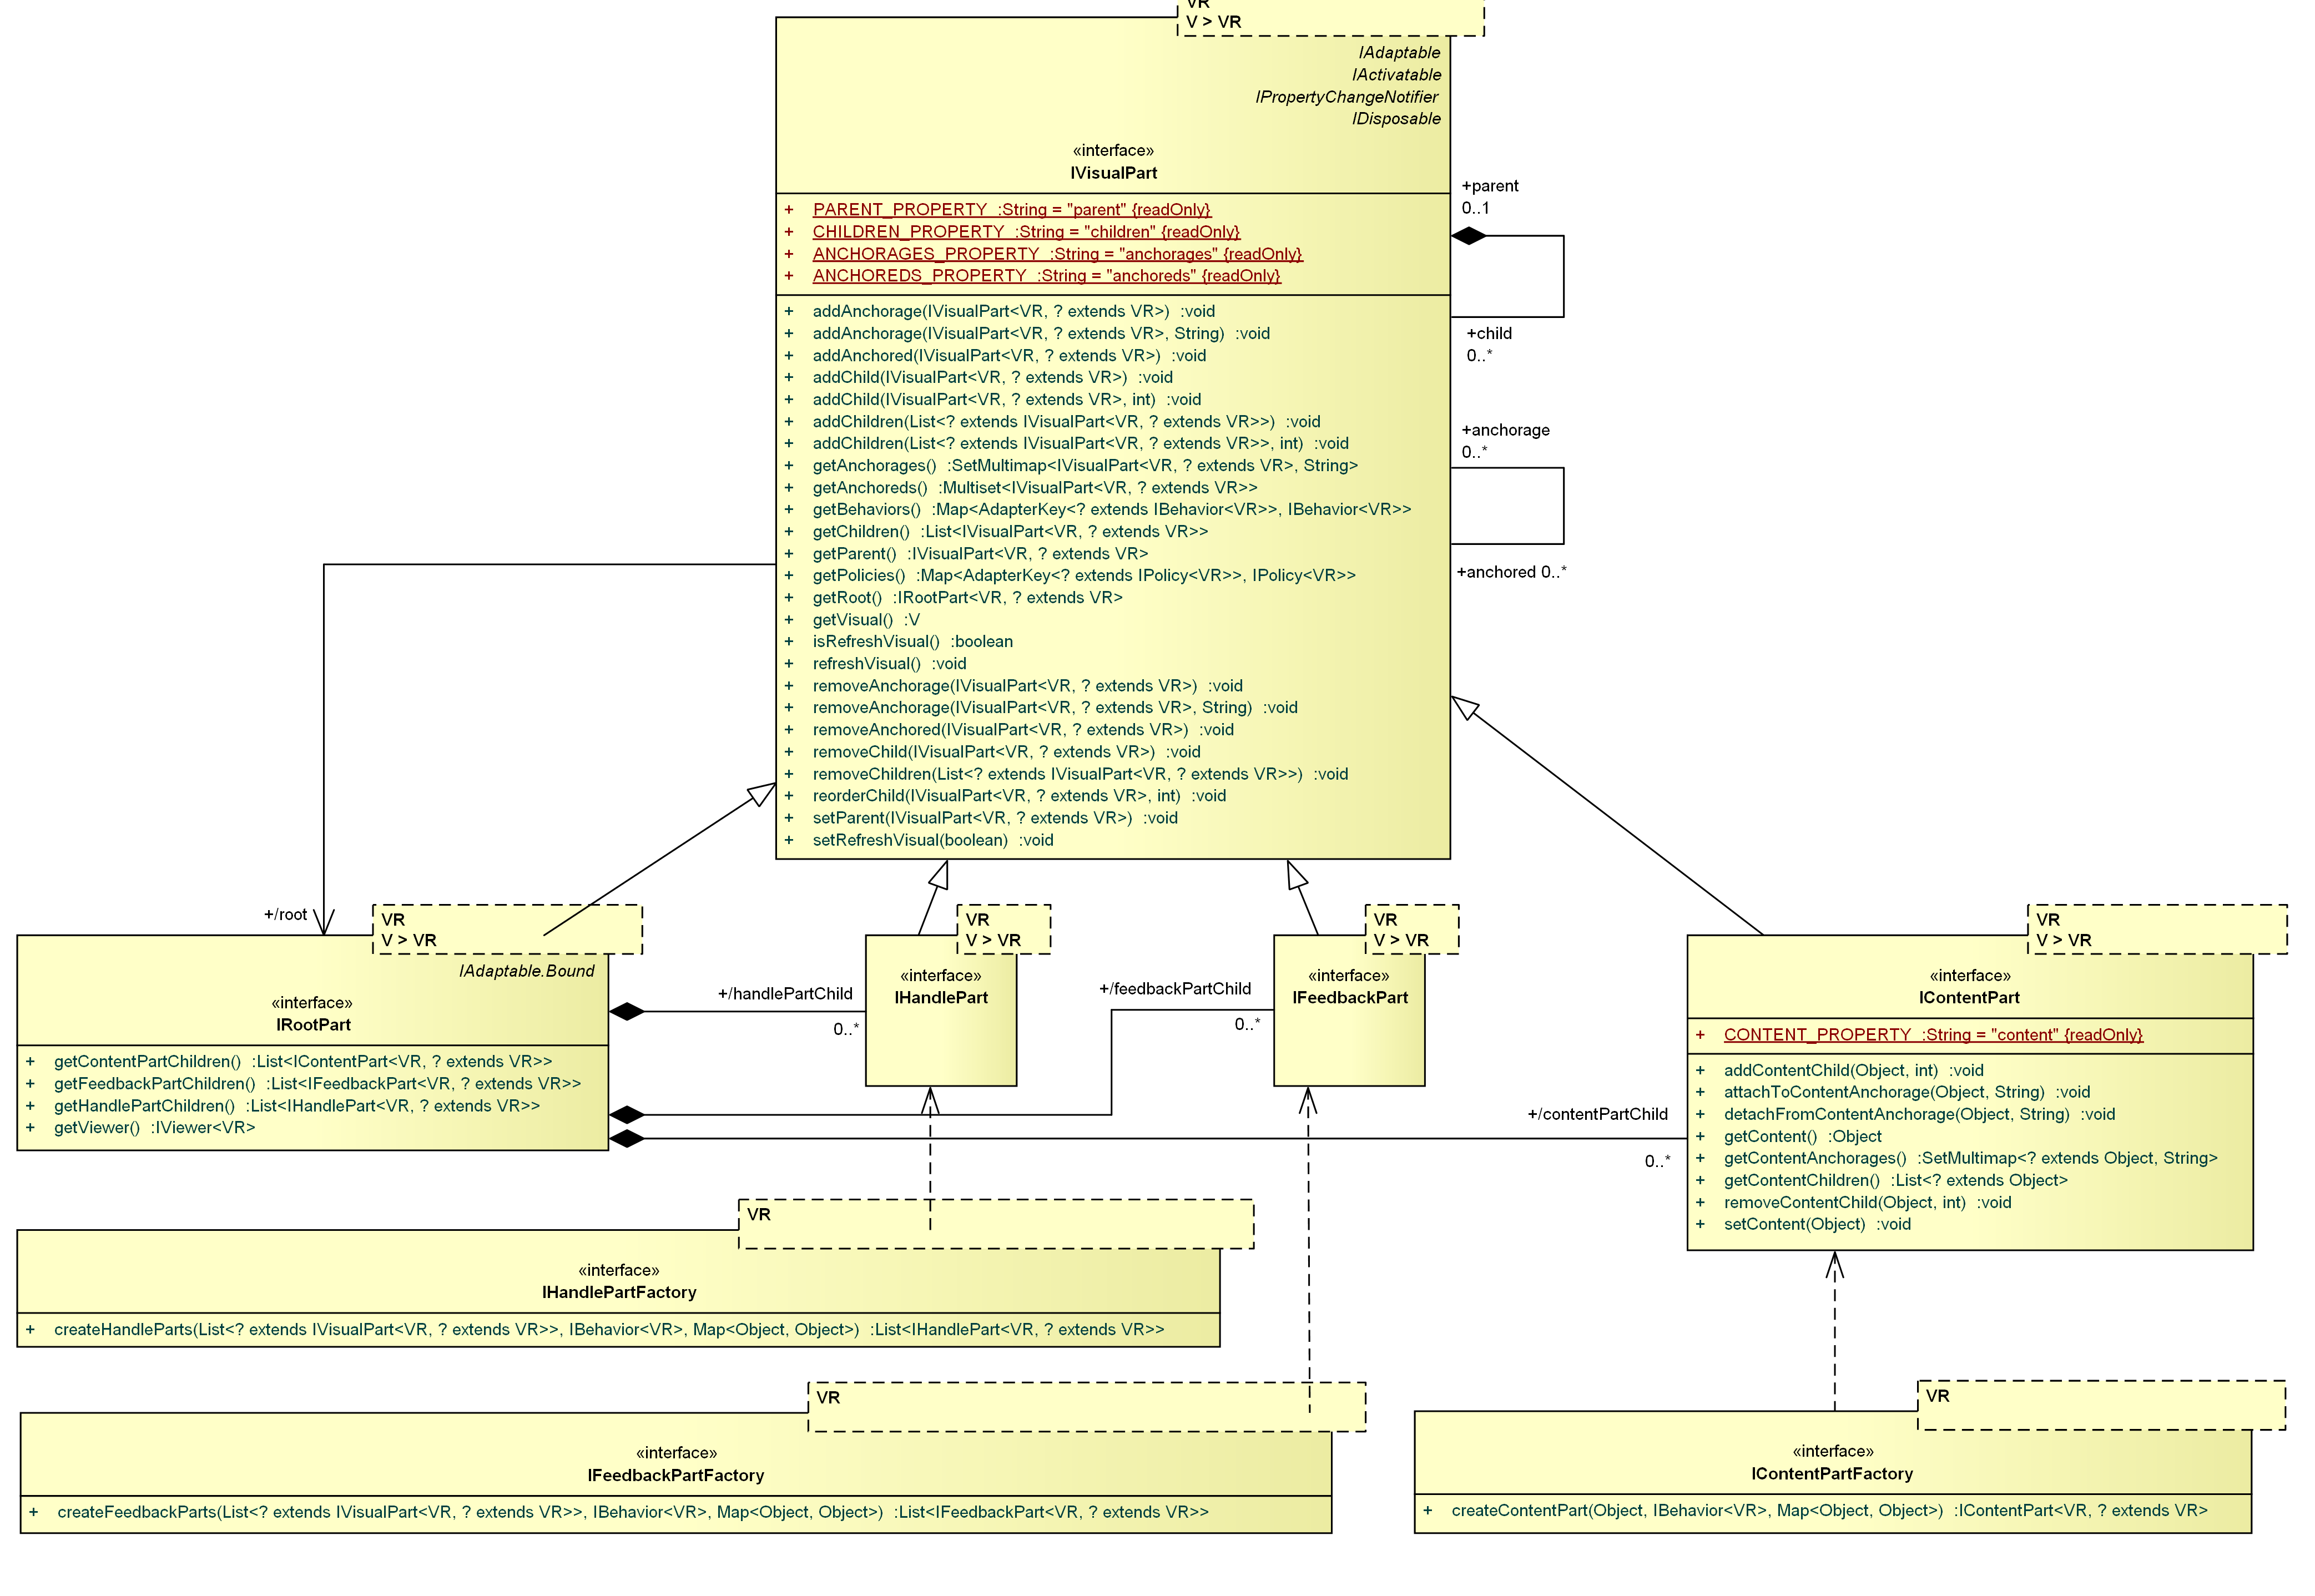 VR
V > VR
IAdaptable
IActivatable
IPropertyChangeNotifier
IDisposable
«interface»
IVisualPart
+ PARENT_PROPERTY :String = "parent" {readOnly}
+ CHILDREN_PROPERTY :String = "children" {readOnly}
+ ANCHORAGES_PROPERTY :String = "anchorages" {readOnly}
+ ANCHOREDS_PROPERTY :String = "anchoreds" {readOnly}
+ addAnchorage(IVisualPart<VR, ? extends VR>) :void
+ addAnchorage(IVisualPart<VR, ? extends VR>, String) :void
+ addAnchored(IVisualPart<VR, ? extends VR>) :void
+ addChild(IVisualPart<VR, ? extends VR>) :void
+ addChild(IVisualPart<VR, ? extends VR>, int) :void
+ addChildren(List<? extends IVisualPart<VR, ? extends VR>>) :void
+ addChildren(List<? extends IVisualPart<VR, ? extends VR>>, int) :void
+ getAnchorages() :SetMultimap<IVisualPart<VR, ? extends VR>, String>
+ getAnchoreds() :Multiset<IVisualPart<VR, ? extends VR>>
+ getBehaviors() :Map<AdapterKey<? extends IBehavior<VR>>, IBehavior<VR>>
+ getChildren() :List<IVisualPart<VR, ? extends VR>>
+ getParent() :IVisualPart<VR, ? extends VR>
+ getPolicies() :Map<AdapterKey<? extends IPolicy<VR>>, IPolicy<VR>>
+ getRoot() :IRootPart<VR, ? extends VR>
+ getVisual() :V
+ isRefreshVisual() :boolean
+ refreshVisual() :void
+ removeAnchorage(IVisualPart<VR, ? extends VR>) :void
+ removeAnchorage(IVisualPart<VR, ? extends VR>, String) :void
+ removeAnchored(IVisualPart<VR, ? extends VR>) :void
+ removeChild(IVisualPart<VR, ? extends VR>) :void
+ removeChildren(List<? extends IVisualPart<VR, ? extends VR>>) :void
+ reorderChild(IVisualPart<VR, ? extends VR>, int) :void
+ setParent(IVisualPart<VR, ? extends VR>) :void
+ setRefreshVisual(boolean) :void
+parent
0..1
+child
0..*
+anchorage
0..*
+anchored 0..*
+/root
VR
V > VR
IAdaptable.Bound
«interface»
IRootPart
+ getContentPartChildren() :List<IContentPart<VR, ? extends VR>>
+ getFeedbackPartChildren() :List<IFeedbackPart<VR, ? extends VR>>
+ getHandlePartChildren() :List<IHandlePart<VR, ? extends VR>>
+ getViewer() :IViewer<VR>
+/handlePartChild
0..*
VR
V > VR
«interface»
IHandlePart
+/feedbackPartChild
0..*
VR
V > VR
«interface»
IFeedbackPart
+/contentPartChild
0..*
VR
V > VR
«interface»
IContentPart
+ CONTENT_PROPERTY :String = "content" {readOnly}
+ addContentChild(Object, int) :void
+ attachToContentAnchorage(Object, String) :void
+ detachFromContentAnchorage(Object, String) :void
+ getContent() :Object
+ getContentAnchorages() :SetMultimap<? extends Object, String>
+ getContentChildren() :List<? extends Object>
+ removeContentChild(Object, int) :void
+ setContent(Object) :void
VR
«interface»
IHandlePartFactory
+ createHandleParts(List<? extends IVisualPart<VR, ? extends VR>>, IBehavior<VR>, Map<Object, Object>) :List<IHandlePart<VR, ? extends VR>>
VR
«interface»
IFeedbackPartFactory
+ createFeedbackParts(List<? extends IVisualPart<VR, ? extends VR>>, IBehavior<VR>, Map<Object, Object>) :List<IFeedbackPart<VR, ? extends VR>>
VR
«interface»
IContentPartFactory
+ createContentPart(Object, IBehavior<VR>, Map<Object, Object>) :IContentPart<VR, ? extends VR>